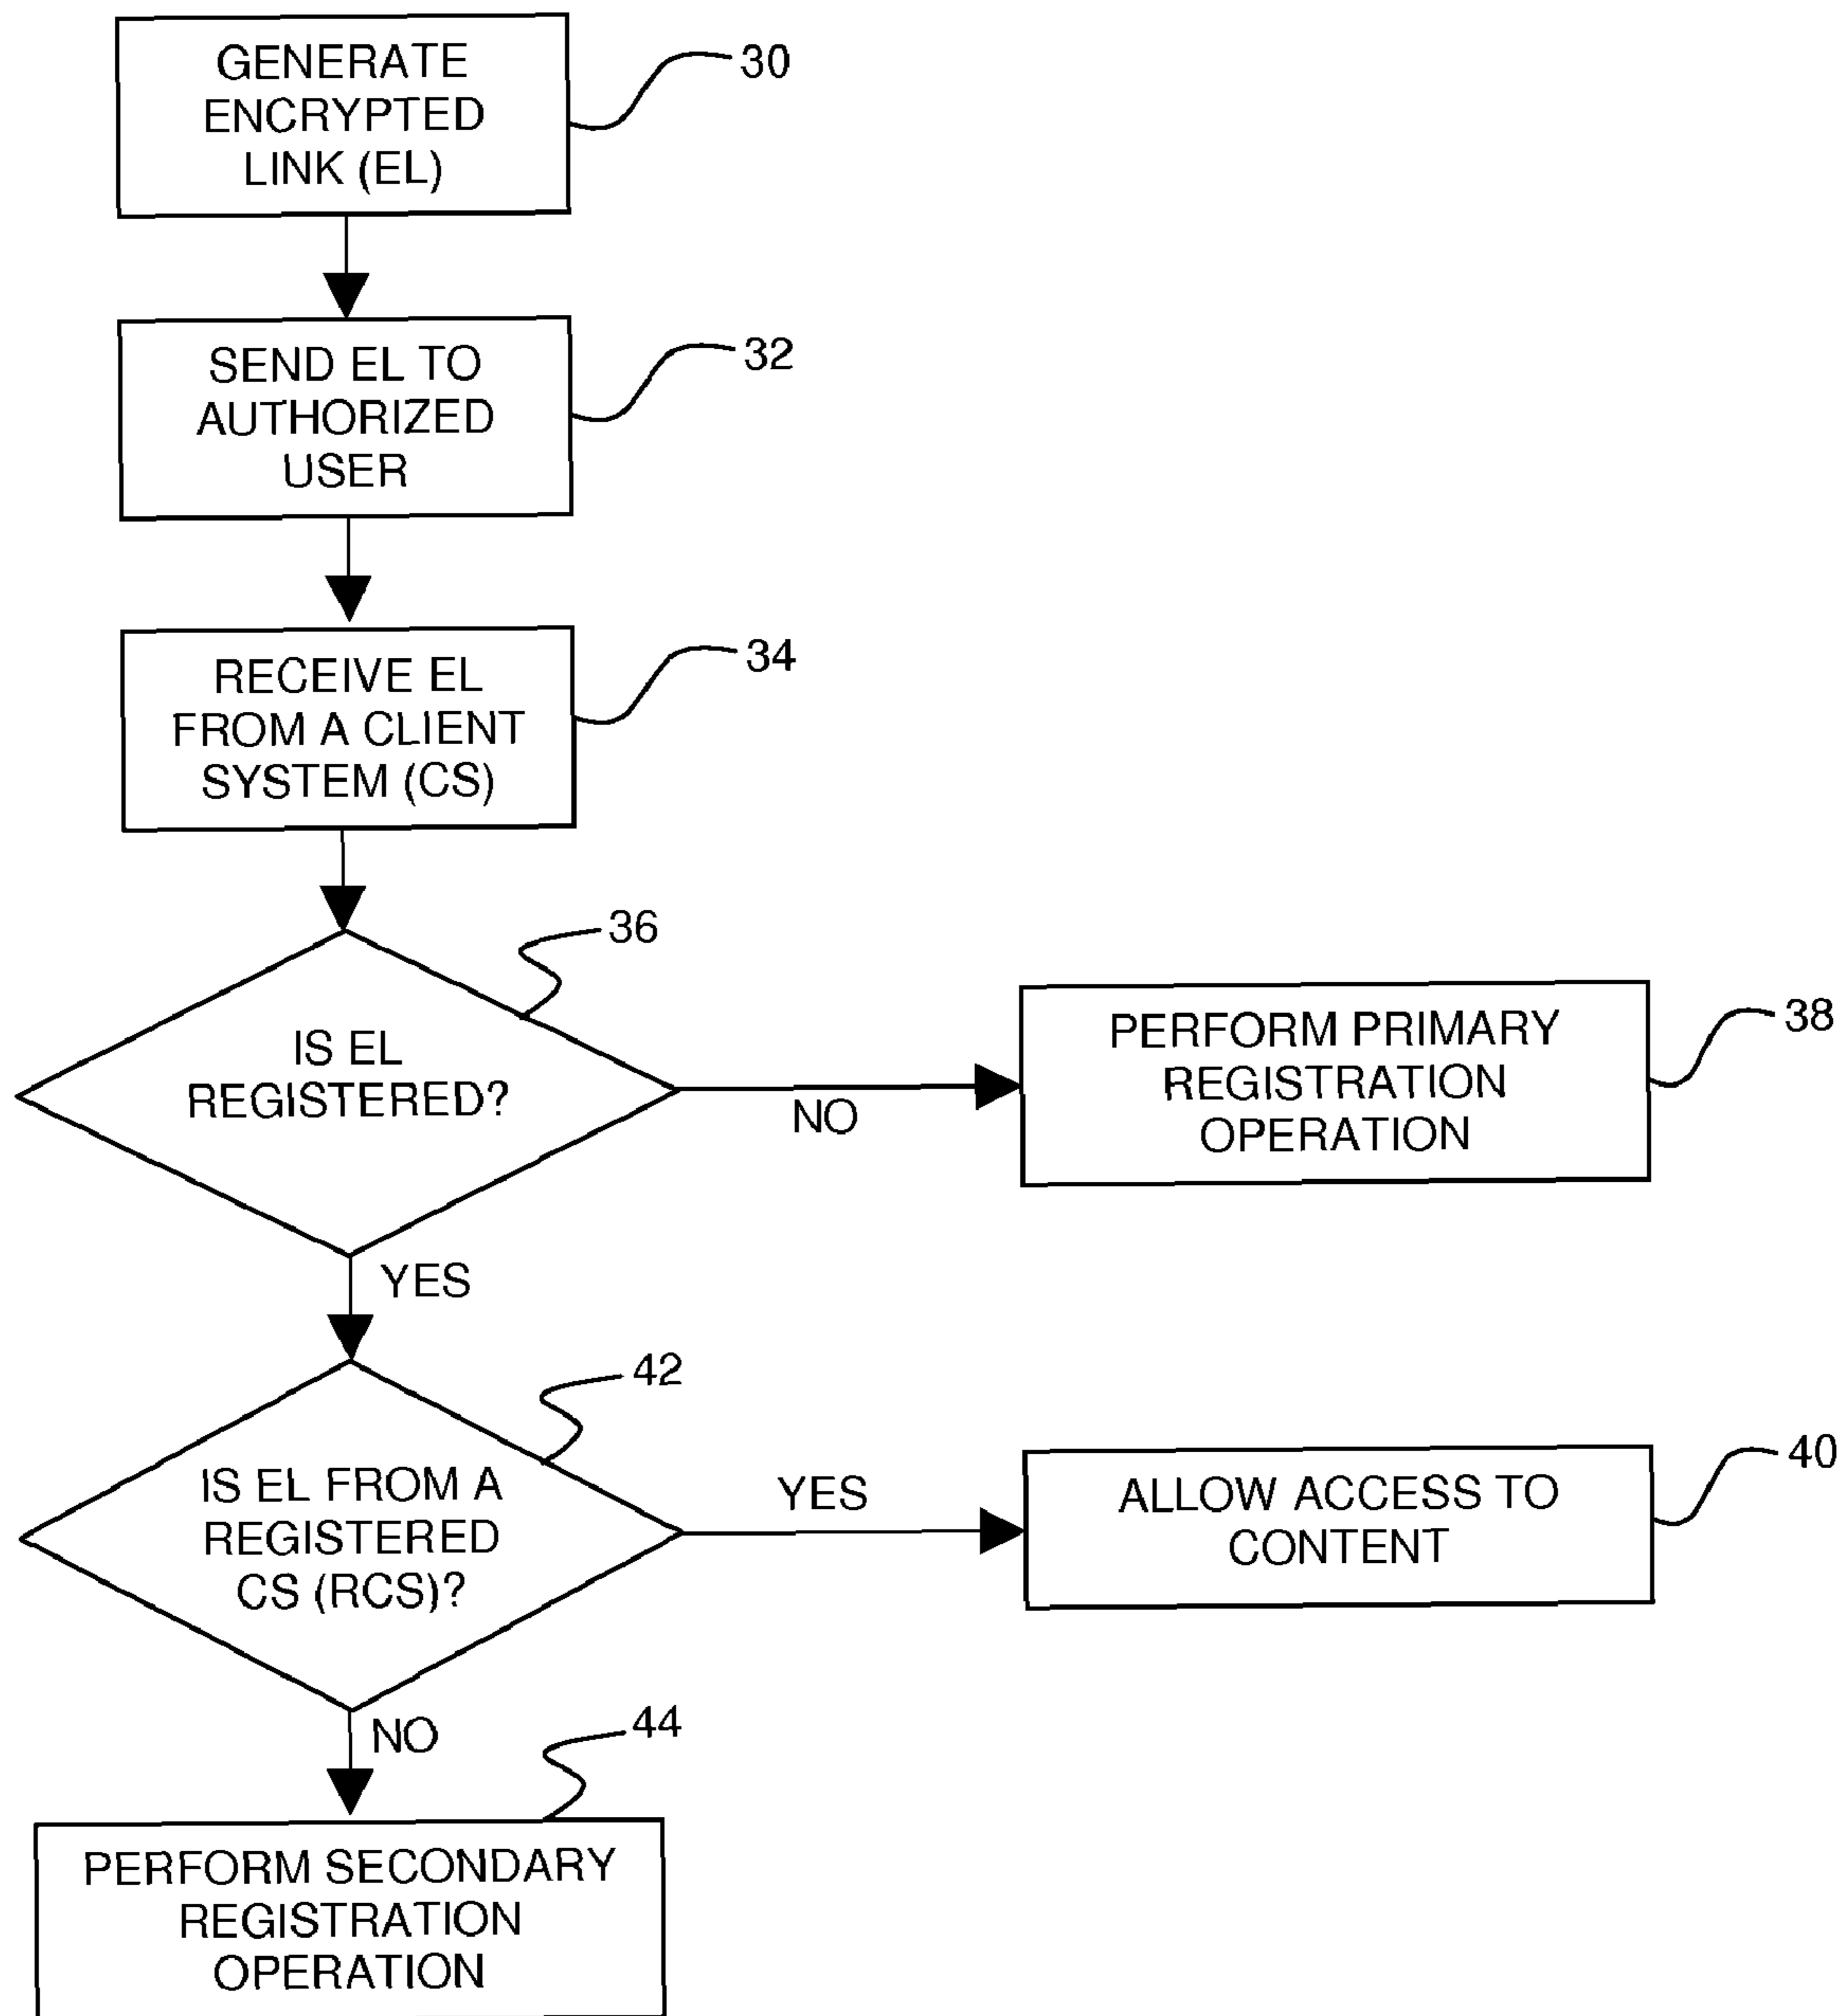 GENERATE
ENCRYPTED
LINK (EL)
30
SEND EL TO
AUTHORIZED
USER
32
RECEIVE EL
FROM A CLIENT
SYSTEM (CS)
34
36
IS EL
REGISTERED?
NO
PERFORM PRIMARY
REGISTRATION
OPERATION
38
YES
42
IS EL FROM A
REGISTERED
CS (RCS)?
YES
ALLOW ACCESS TO
CONTENT
40
NO
44
PERFORM SECONDARY
REGISTRATION
OPERATION